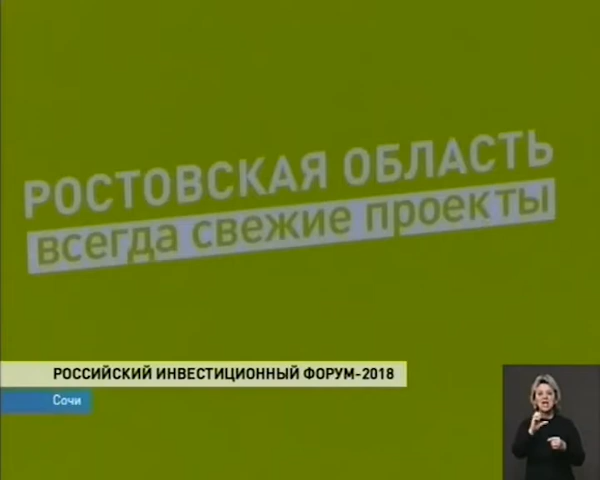 РОСТОВСКАЯ ОБЛАСТЬ
всегда свежие проекты
РОССИЙСКИЙ ИНВЕСТИЦИОННЫЙ ФОРУМ-2018
Сочи